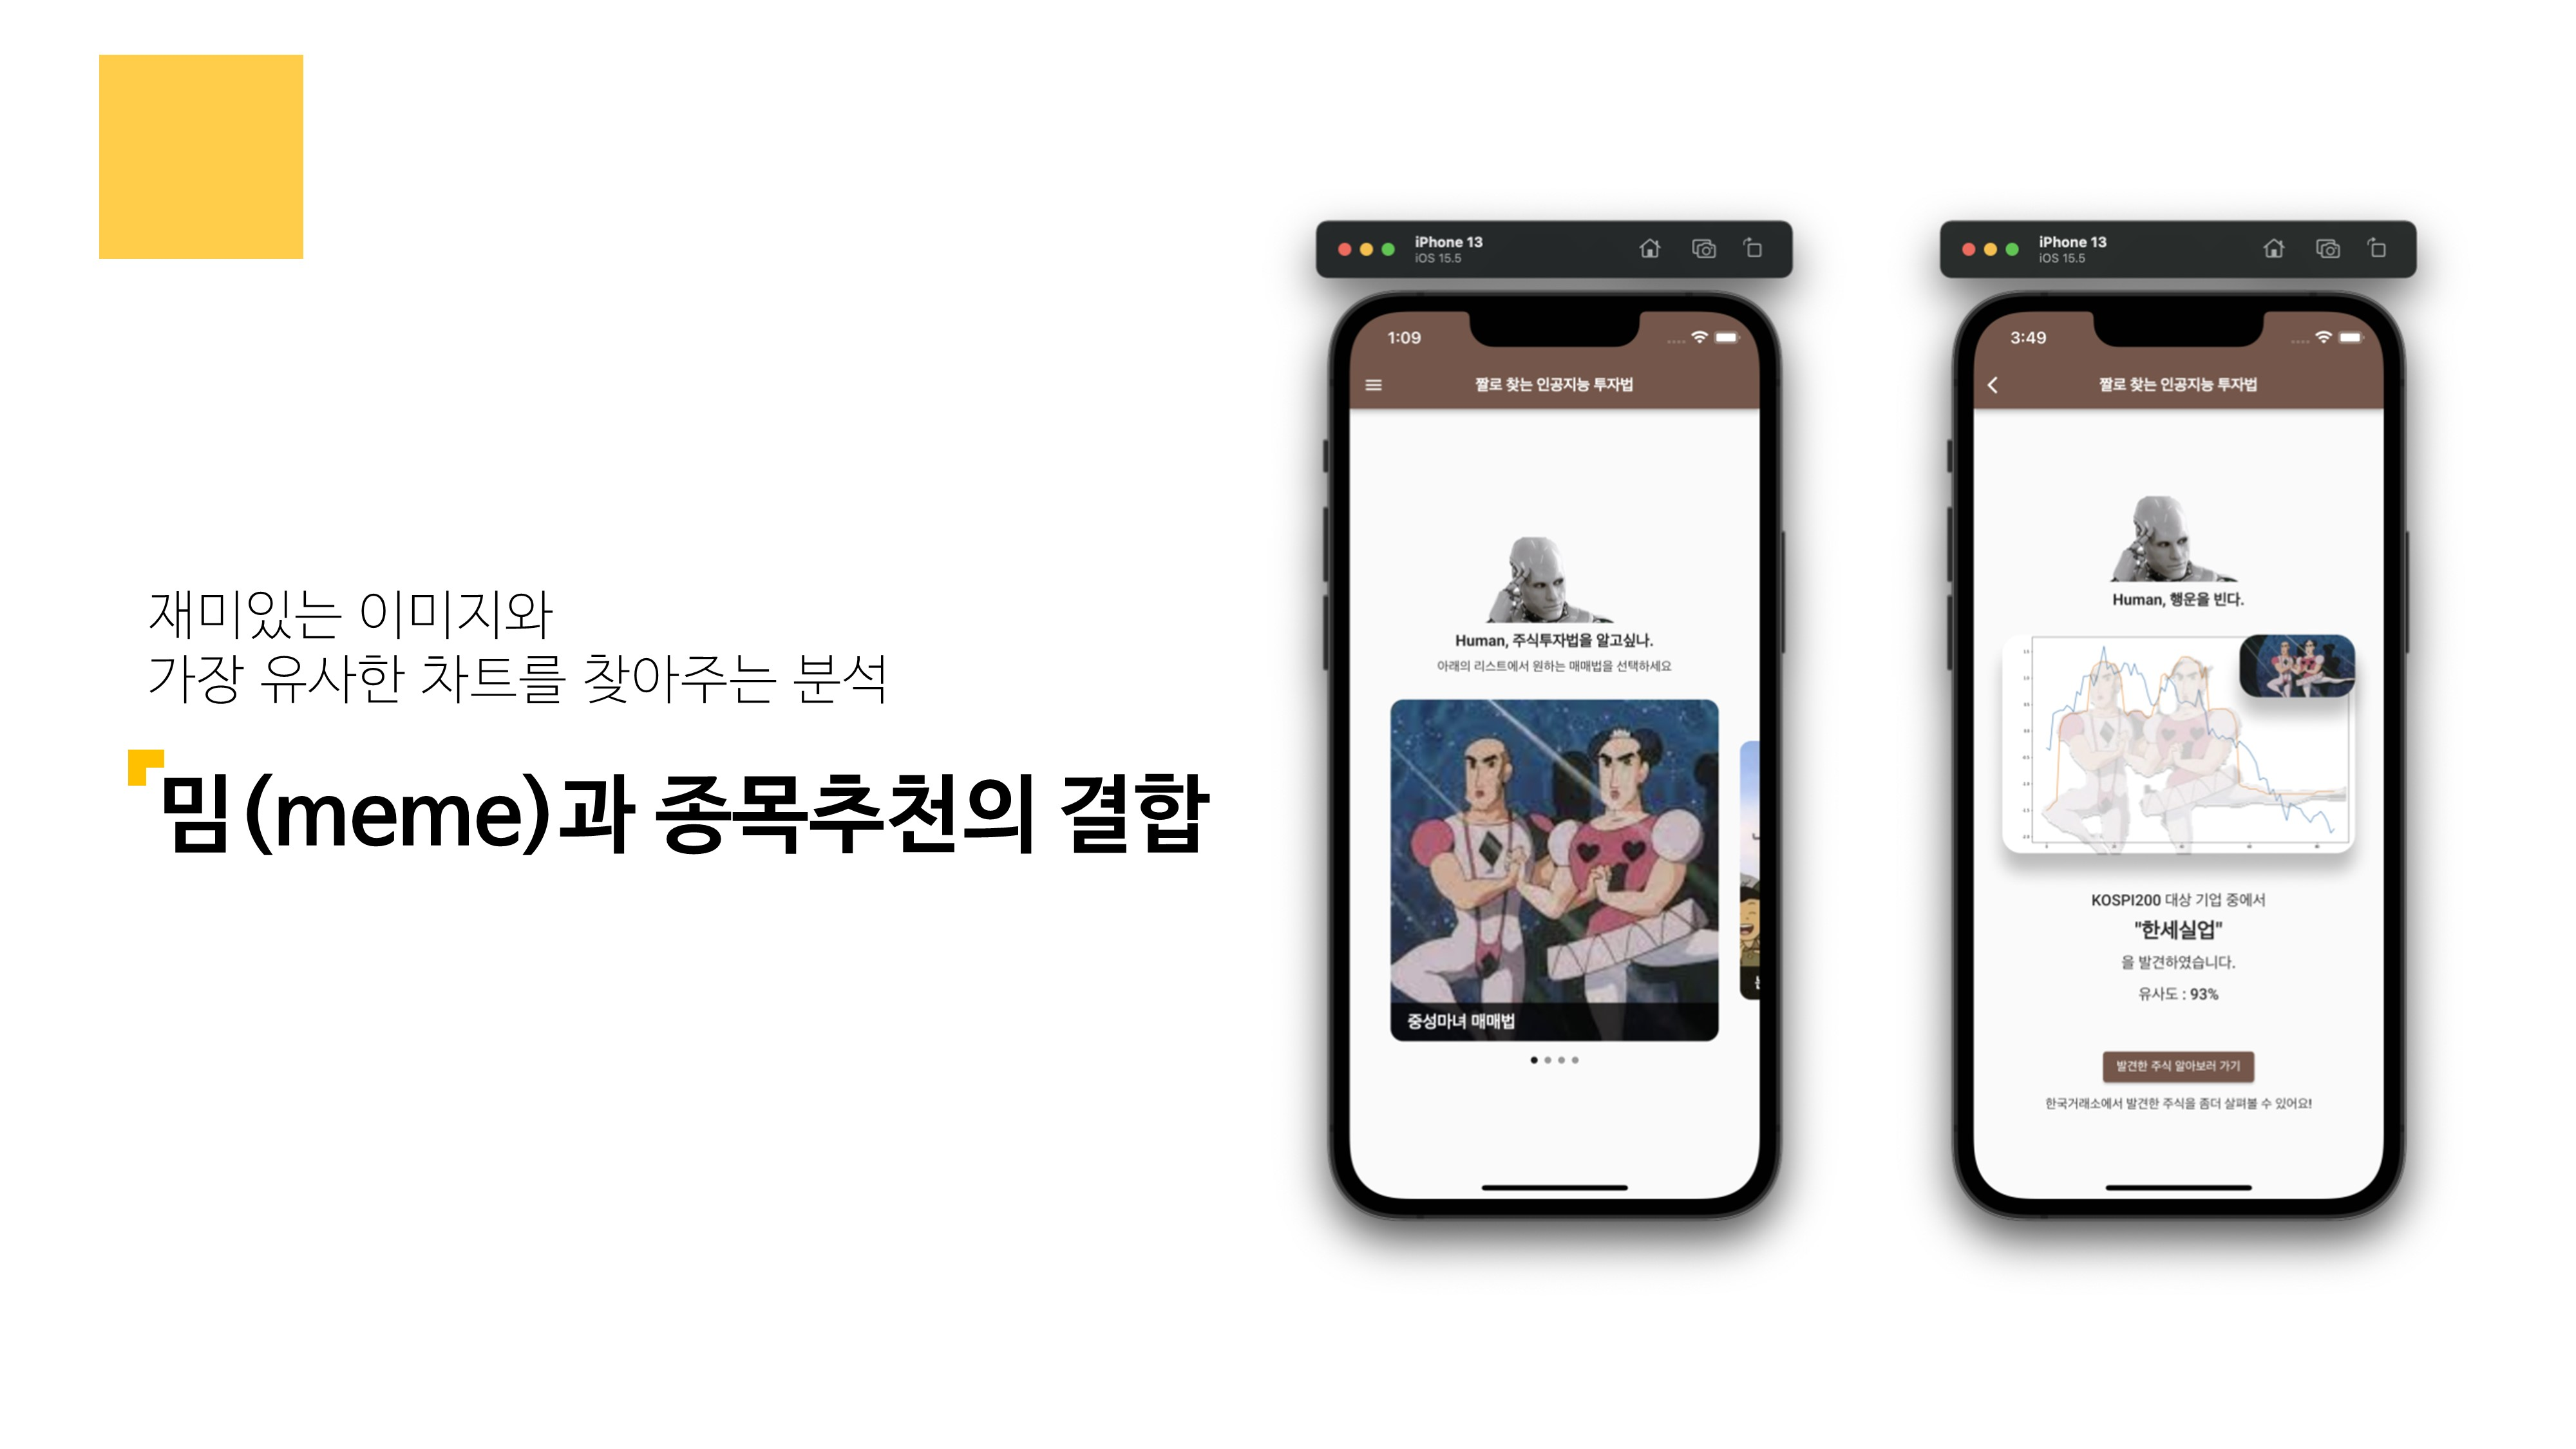 재미있는 이미지와
가장 유사한 차트를 찾아주는 분석
밈(meme)과 종목추천의 결합
iPhone 13
iOS 15.5
1:09
짤로 찾는 인공지능 투자법
Human, 주식투자법을 알고싶나.
아래의 리스트에서 원하는 매매법을 선택하세요
중성마녀 매매법
iPhone 13
iOS 15.5
3:49
짤로 찾는 인공지능 투자법
Human, 행운을 빈다.
KOSPI200 대상 기업 중에서
"한세실업"
을 발견하였습니다.
유사도 : 93%
발견한 주식 알아보러 가기
한국거래소에서 발견한 주식을 좀더 살펴볼 수 있어요!